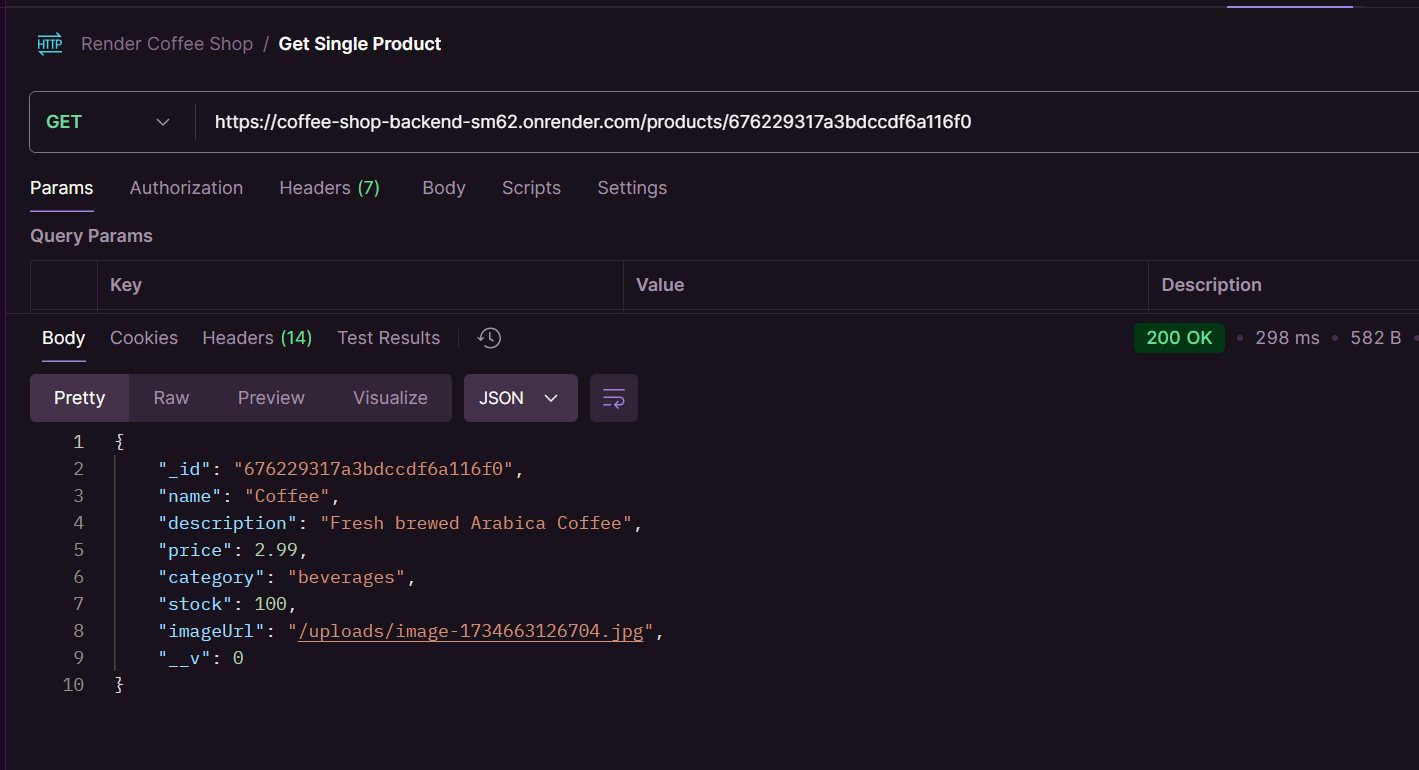 HTTP Render Coffee Shop / Get Single Product
GET https://coffee-shop-backend-sm62.onrender.com/products/676229317a3bdccdf6a116f0
Params Authorization Headers (7) Body Scripts Settings
Query Params
Key Value Description
Body Cookies Headers (14) Test Results 200 OK • 298 ms • 582 B •
Pretty Raw Preview Visualize JSON
1 {
2 "_id": "676229317a3bdccdf6a116f0",
3 "name": "Coffee",
4 "description": "Fresh brewed Arabica Coffee",
5 "price": 2.99,
6 "category": "beverages",
7 "stock": 100,
8 "imageUrl": "/uploads/image-1734663126704.jpg",
9 "__v": 0
10 }